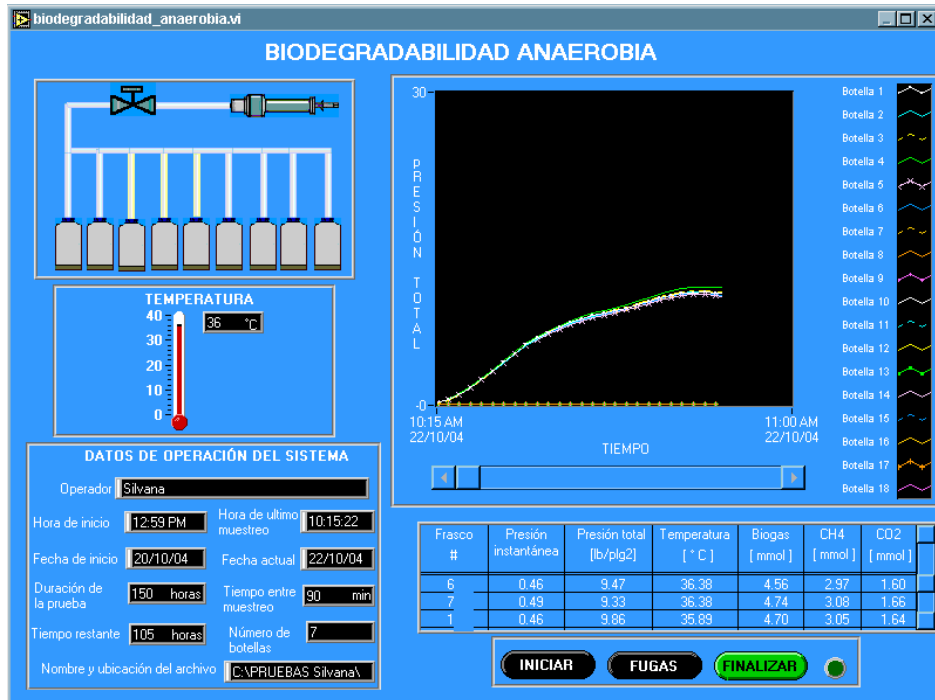 biodegradabilidad_anaerobia.vi
BIODEGRADABILIDAD ANAEROBIA
TEMPERATURA
40
30
20
10
0
36 °C
DATOS DE OPERACIÓN DEL SISTEMA
Operador Silvana
Hora de inicio 12:59 PM
Hora de ultimo muestreo 10:15:22
Fecha de inicio 20/10/04
Fecha actual 22/10/04
Duración de la prueba 150 horas
Tiempo entre muestreo 90 min
Tiempo restante 105 horas
Número de botellas 7
Nombre y ubicación del archivo C:\PRUEBAS Silvana\
30
PRESIÓN TOTAL
-0
10:15 AM
22/10/04
11:00 AM
22/10/04
TIEMPO
Botella 1
Botella 2
Botella 3
Botella 4
Botella 5
Botella 6
Botella 7
Botella 8
Botella 9
Botella 10
Botella 11
Botella 12
Botella 13
Botella 14
Botella 15
Botella 16
Botella 17
Botella 18
Frasco # Presión instantánea Presión total [lb/plg2] Temperatura [ ° C ] Biogas [ mmol ] CH4 [ mmol ] CO2 [ mmol ]
6 0.46 9.47 36.38 4.56 2.97 1.60
7 0.49 9.33 36.38 4.74 3.08 1.66
1 0.46 9.86 35.89 4.70 3.05 1.64
INICIAR FUGAS FINALIZAR